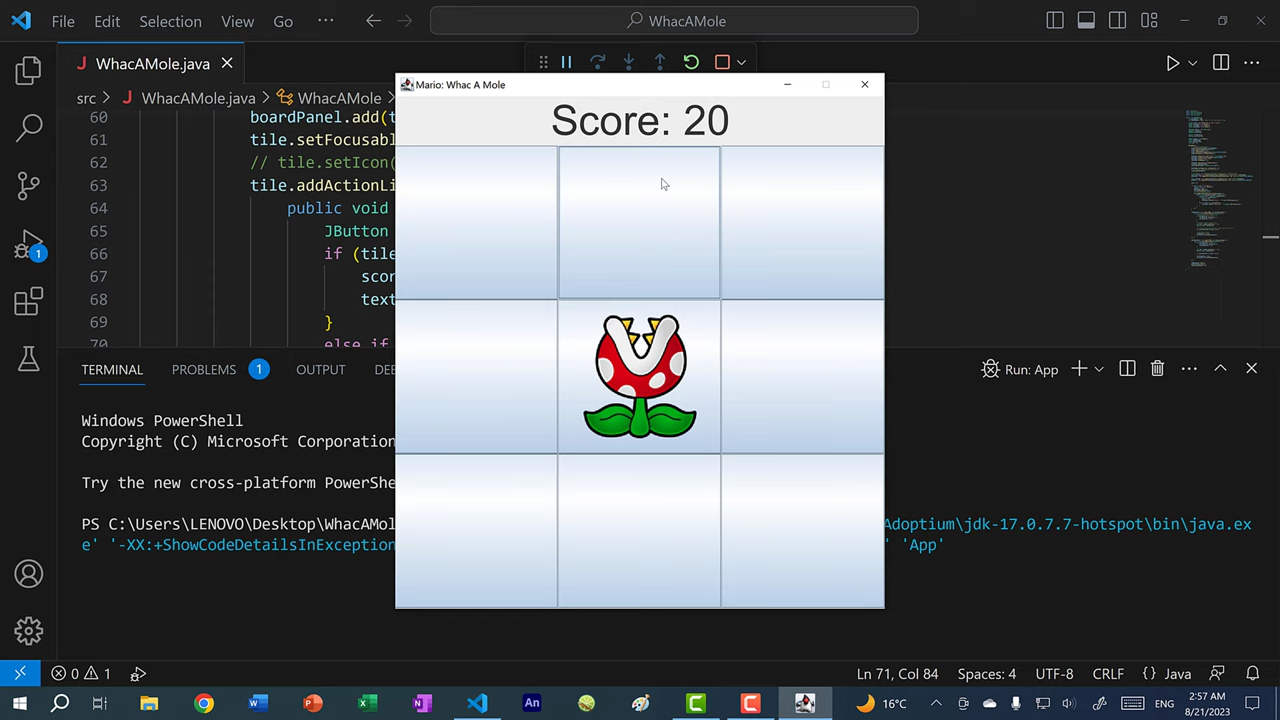 File Edit Selection View Go ··· WhacAMole
WhacAMole.java
src > WhacAMole.java > WhacAMole >
Mario: Whac A Mole
Score: 20
60 boardPanel.add(t
61 tile.setFocusabl
62 // tile.setIcon(
63 tile.addActionLi
64 public void
65 JButton
66 if (tile
67 scor
68 text
69 }
70 else if
TERMINAL PROBLEMS 1 OUTPUT DE
Run: App
Windows PowerShell
Copyright (C) Microsoft Corporation
Try the new cross-platform PowerShe
PS C:\Users\LENOVO\Desktop\WhacAMol Adoptium\jdk-17.0.7.7-hotspot\bin\java.ex
e' '-XX:+ShowCodeDetailsInException ' 'App'
1
0 1 Ln 71, Col 84 Spaces: 4 UTF-8 CRLF {} Java
An 16°C ENG 2:57 AM
8/21/2023